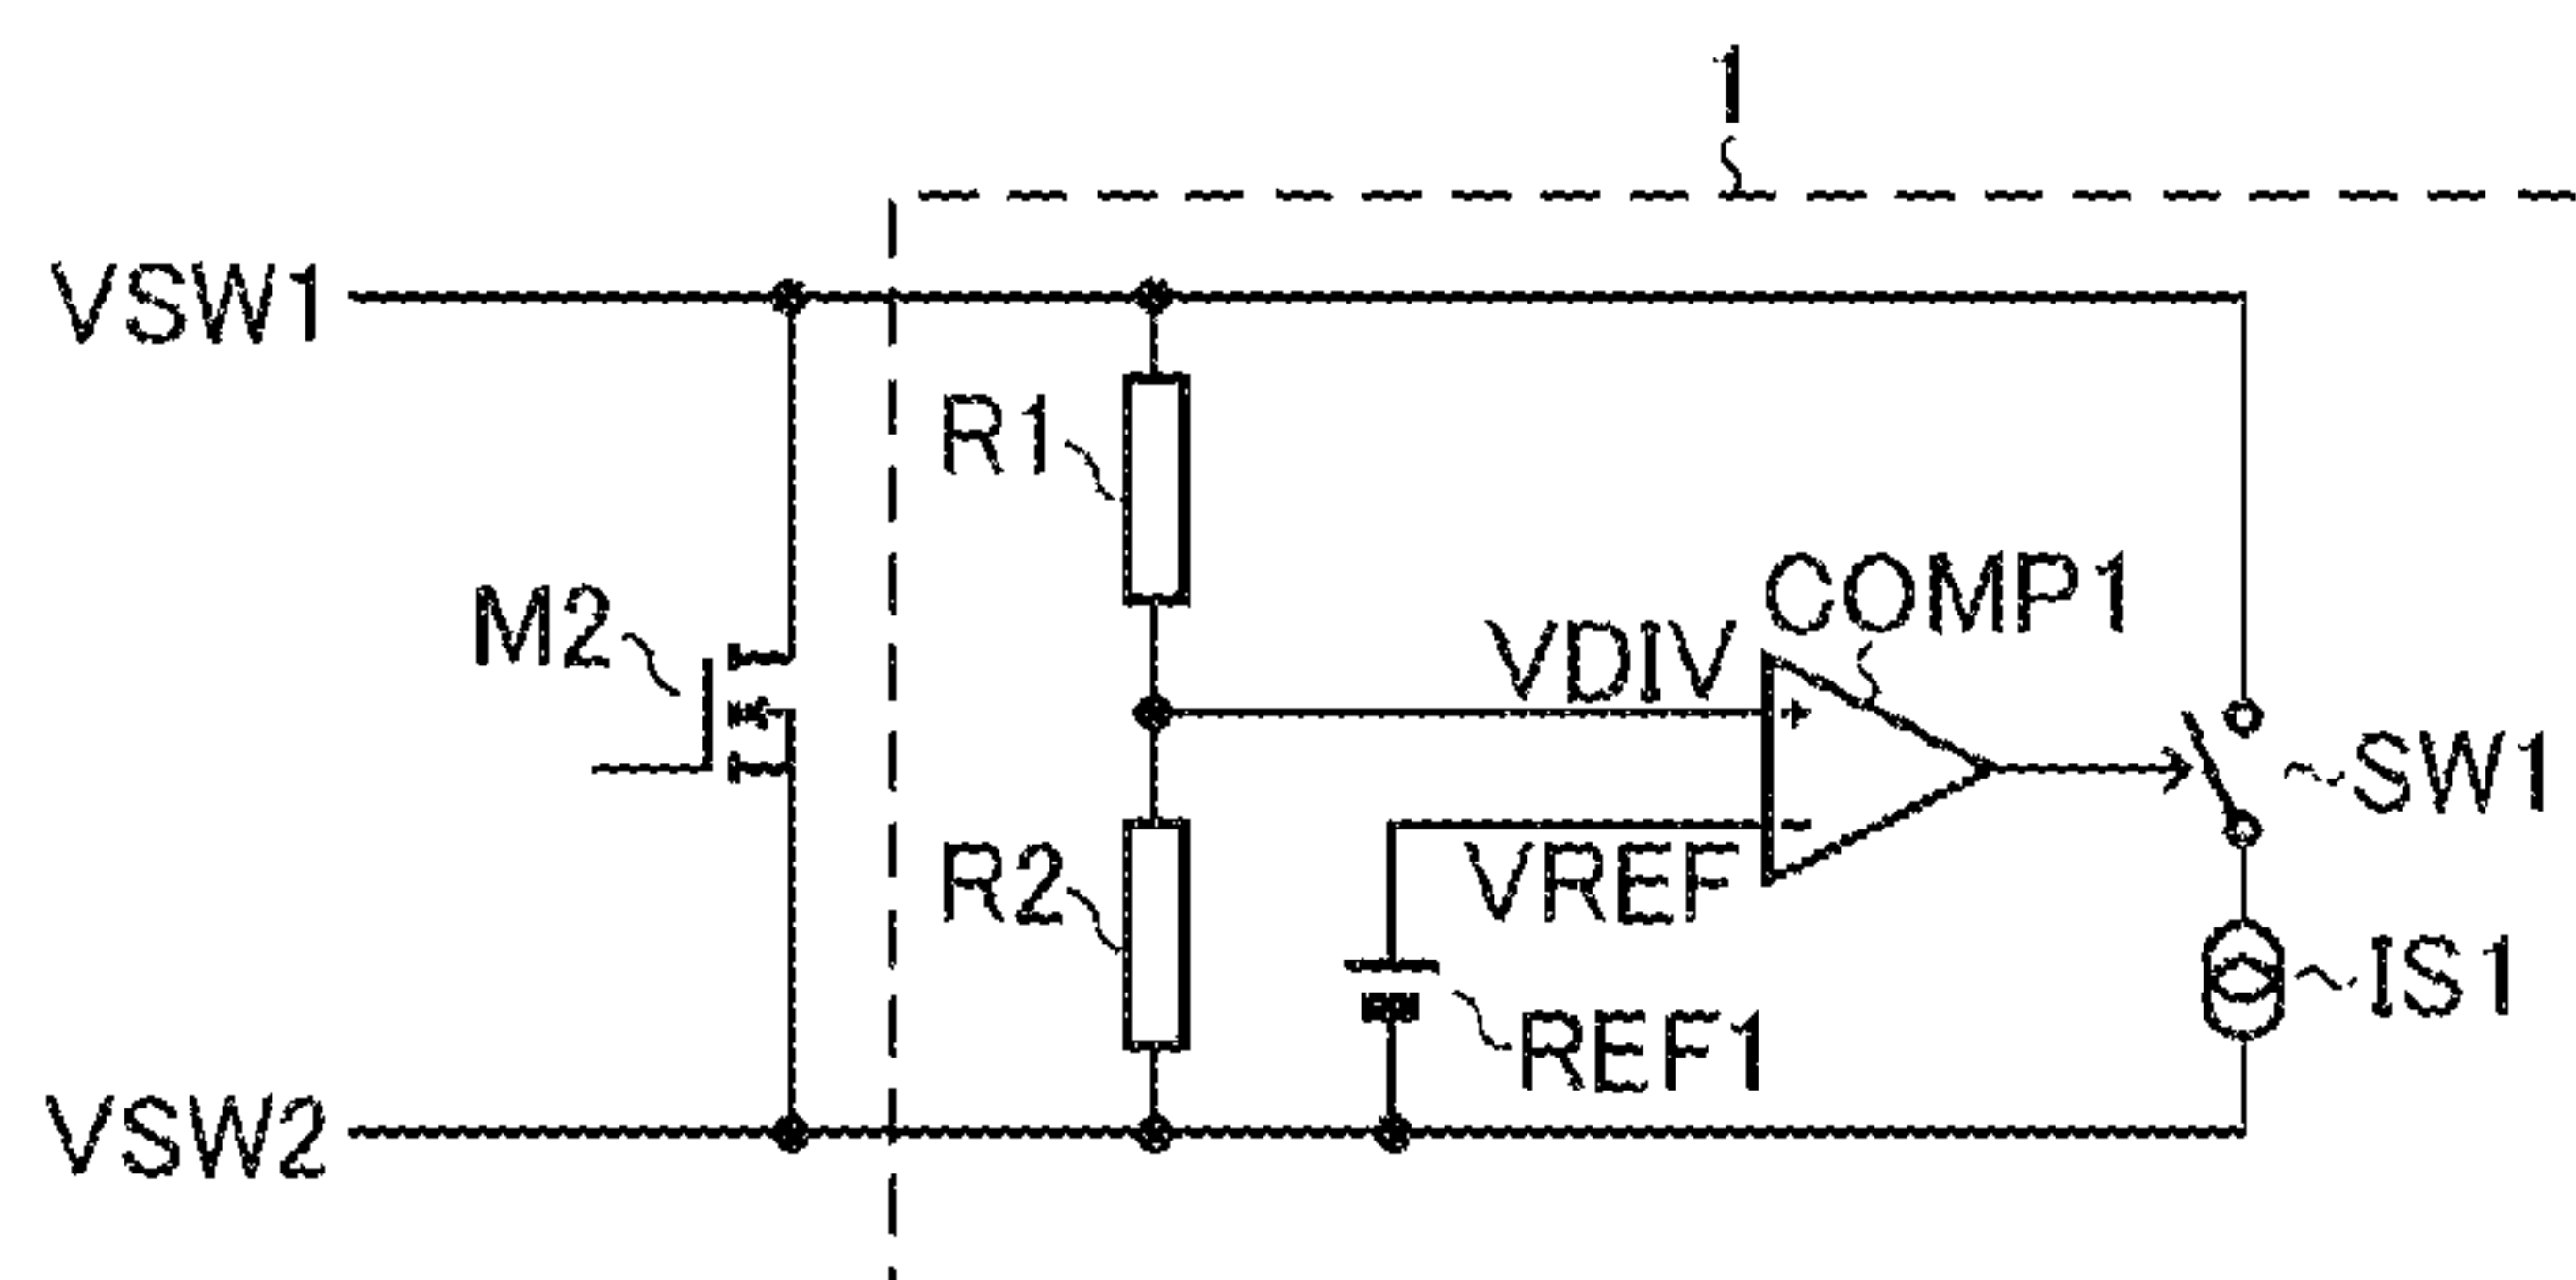 1
VSW1
R1
COMP1
M2
VDIV
+
SW1
-
R2
VREF
IS1
REF1
VSW2